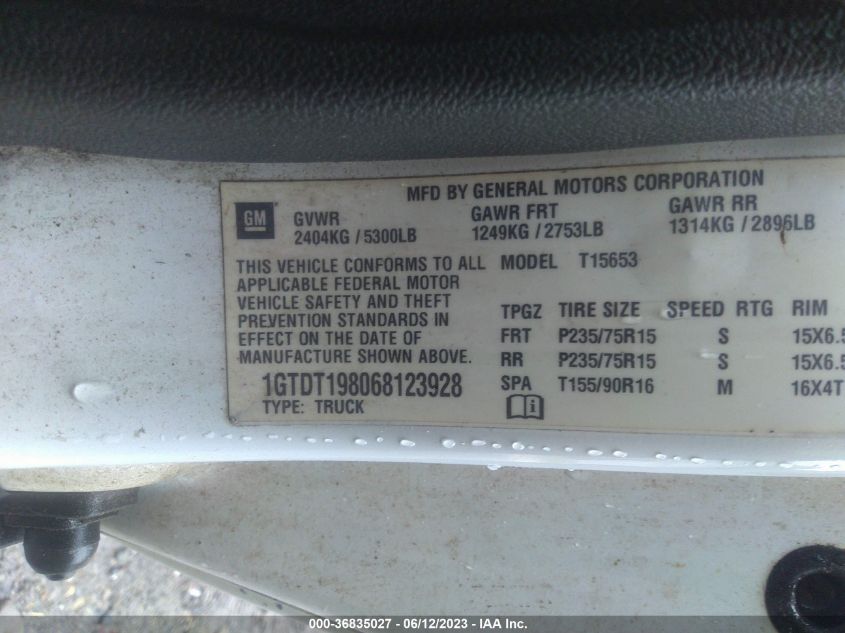 MFD BY GENERAL MOTORS CORPORATION
GM
GVWR GAWR FRT GAWR RR
2404KG / 5300LB 1249KG / 2753LB 1314KG / 2896LB
THIS VEHICLE CONFORMS TO ALL
APPLICABLE FEDERAL MOTOR
VEHICLE SAFETY AND THEFT
PREVENTION STANDARDS IN
EFFECT ON THE DATE OF
MANUFACTURE SHOWN ABOVE.
1GTDT198068123928
TYPE: TRUCK
MODEL T15653
TPGZ TIRE SIZE SPEED RTG RIM
FRT P235/75R15 S 15X6.5
RR P235/75R15 S 15X6.5
SPA T155/90R16 M 16X4T
000-36835027 - 06/12/2023 - IAA Inc.